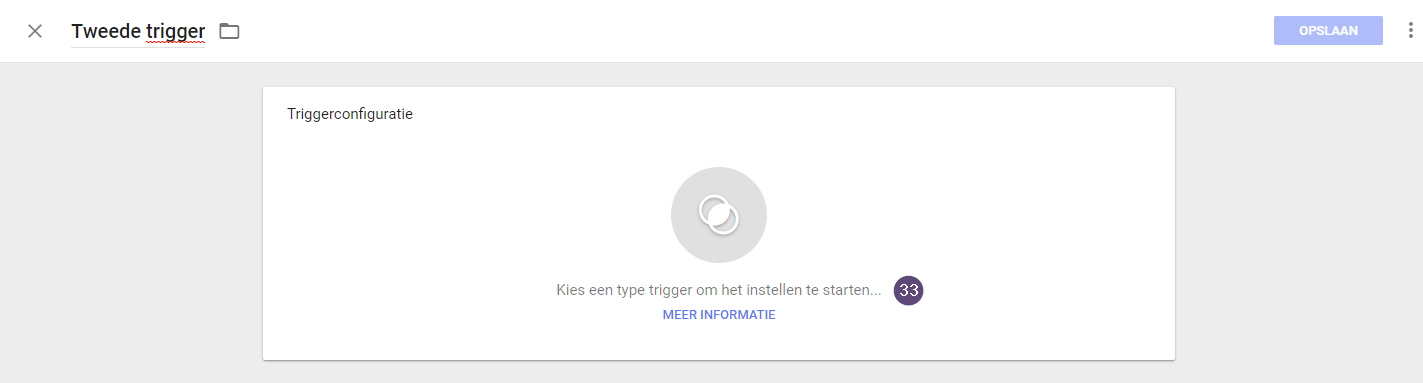 Tweede trigger
OPSLAAN
Triggerconfiguratie
Kies een type trigger om het instellen te starten... 33
MEER INFORMATIE